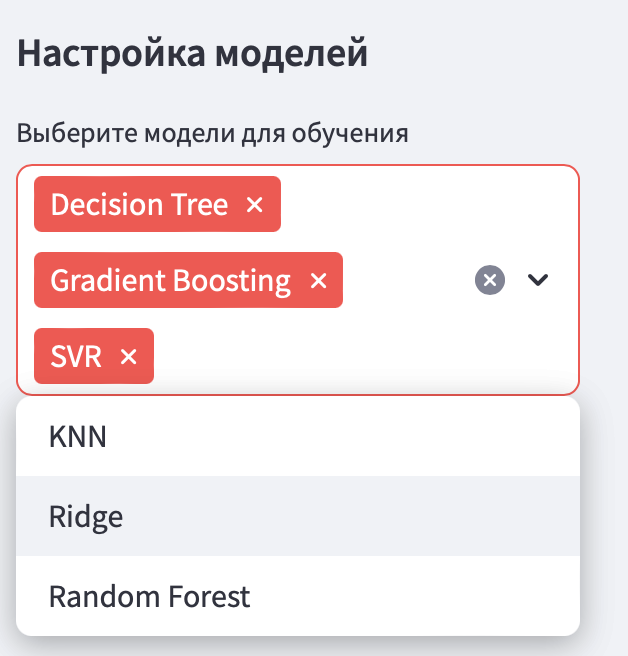 Настройка моделей
Выберите модели для обучения
Decision Tree
Gradient Boosting
SVR
KNN
Ridge
Random Forest